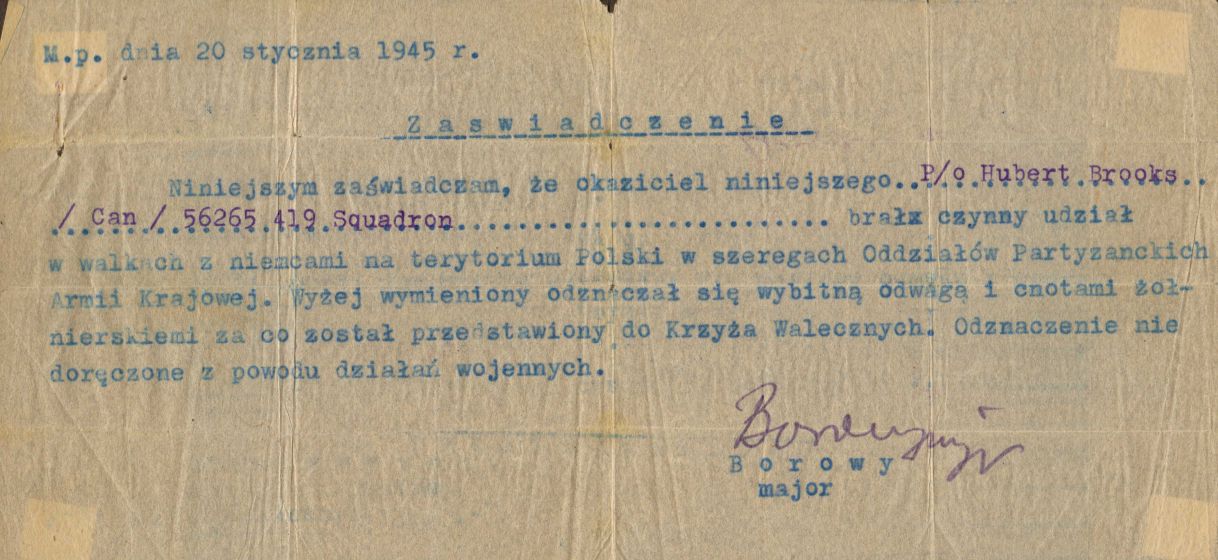 M.p. dnia 20 stycznia 1945 r.
Zaswiadczenie
Niniejszym zaświadczam, że okaziciel niniejszego..P/o Hubert Brooks..
/ Can / 56265 419 Squadron.............................. brałx czynny udział
w walkach z niemcami na terytorium Polski w szeregach Oddziałów Partyzanckich
Armii Krajowej. Wyżej wymieniony odznaczał się wybitną odwagą i cnotami żoł-
nierskiemi za co został przedstawiony do Krzyża Walecznych. Odznaczenie nie
doręczone z powodu działań wojennych.
Borowy
major